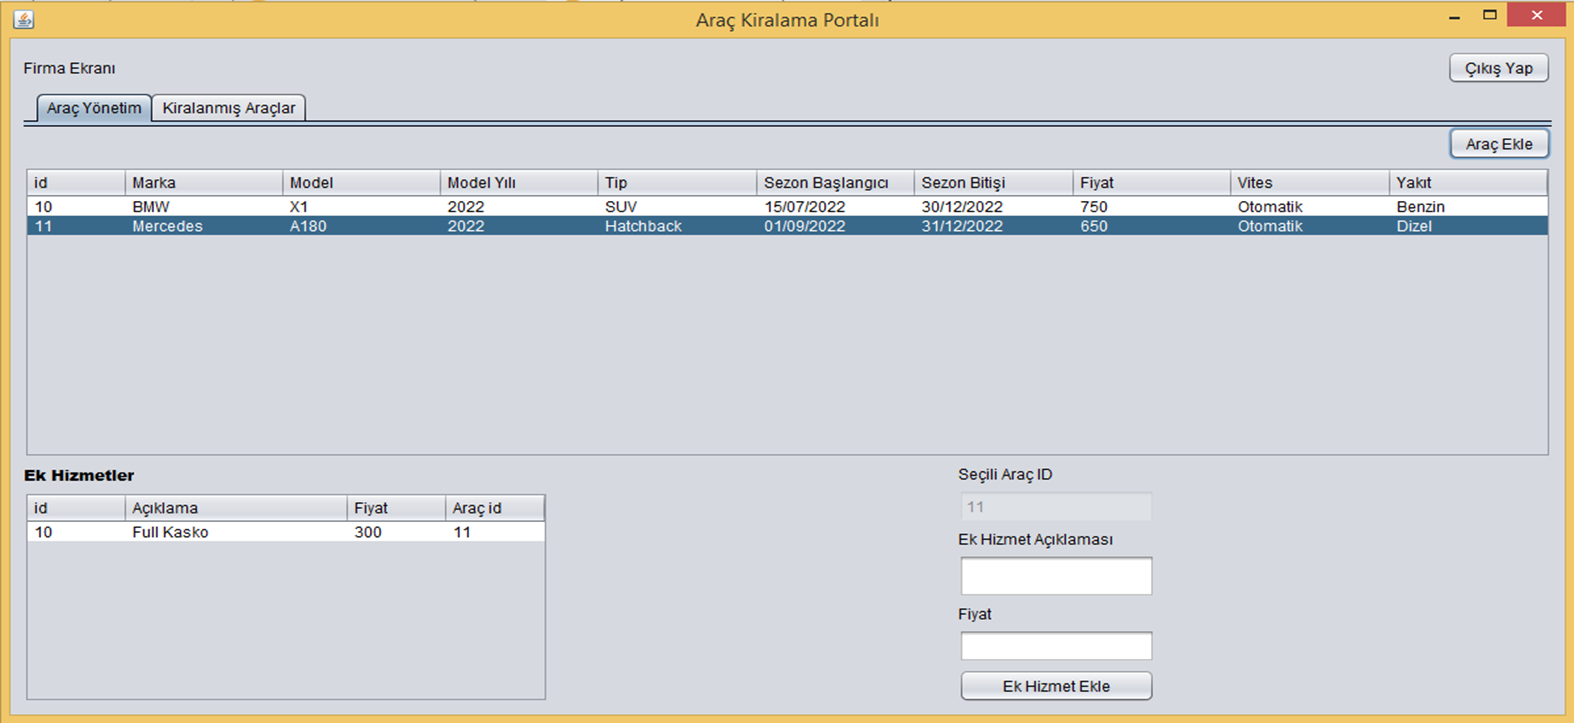 Araç Kiralama Portalı
Firma Ekranı
Çıkış Yap
Araç Yönetim Kiralanmış Araçlar
Araç Ekle
id Marka Model Model Yılı Tip Sezon Başlangıcı Sezon Bitişi Fiyat Vites Yakıt
10 BMW X1 2022 SUV 15/07/2022 30/12/2022 750 Otomatik Benzin
11 Mercedes A180 2022 Hatchback 01/09/2022 31/12/2022 650 Otomatik Dizel
Ek Hizmetler
id Açıklama Fiyat Araç id
10 Full Kasko 300 11
Seçili Araç ID
11
Ek Hizmet Açıklaması
Fiyat
Ek Hizmet Ekle